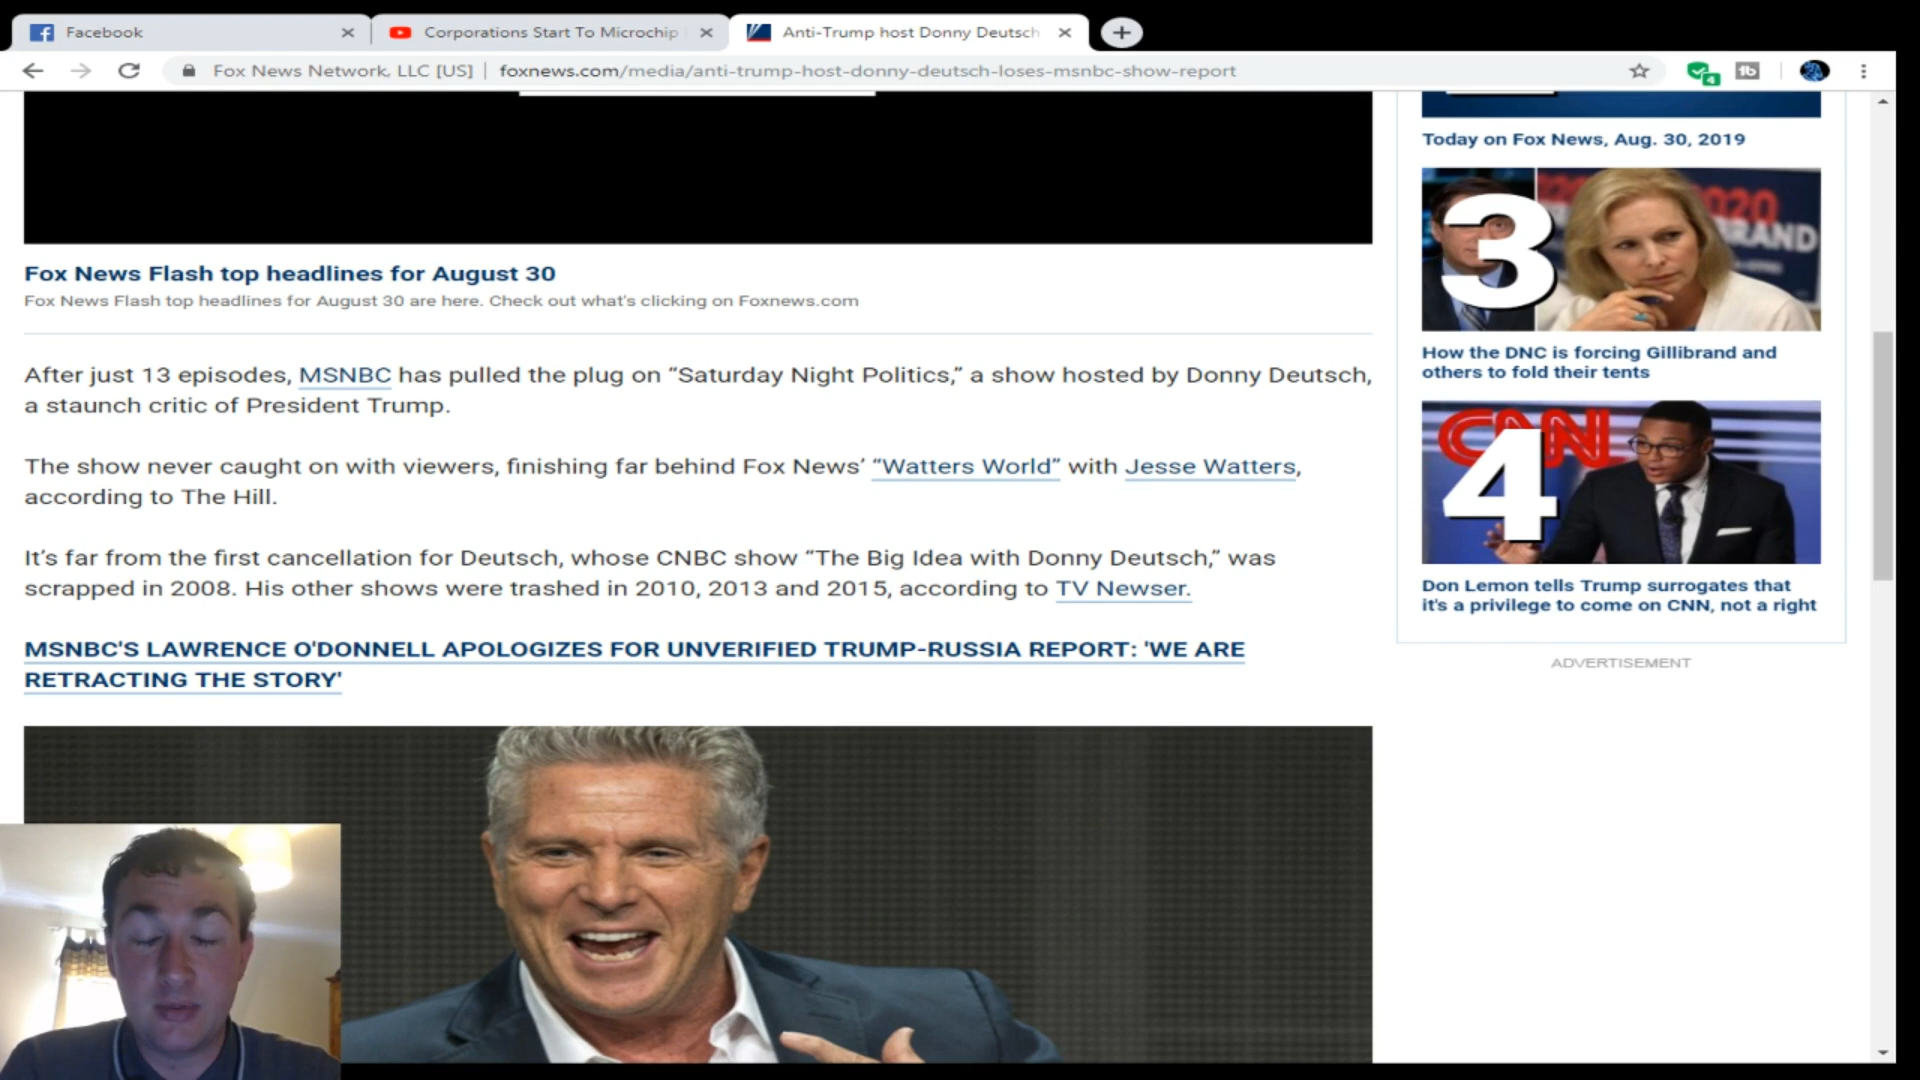 Facebook
Corporations Start To Microchip
Anti-Trump host Donny Deutsch
Fox News Network, LLC [US] | foxnews.com/media/anti-trump-host-donny-deutsch-loses-msnbc-show-report
4
Fox News Flash top headlines for August 30
Fox News Flash top headlines for August 30 are here. Check out what's clicking on Foxnews.com
After just 13 episodes, MSNBC has pulled the plug on “Saturday Night Politics,” a show hosted by Donny Deutsch,
a staunch critic of President Trump.
The show never caught on with viewers, finishing far behind Fox News’ “Watters World” with Jesse Watters,
according to The Hill.
It’s far from the first cancellation for Deutsch, whose CNBC show “The Big Idea with Donny Deutsch,” was
scrapped in 2008. His other shows were trashed in 2010, 2013 and 2015, according to TV Newser.
MSNBC'S LAWRENCE O'DONNELL APOLOGIZES FOR UNVERIFIED TRUMP-RUSSIA REPORT: 'WE ARE
RETRACTING THE STORY'
Today on Fox News, Aug. 30, 2019
3
How the DNC is forcing Gillibrand and
others to fold their tents
CNN
4
Don Lemon tells Trump surrogates that
it's a privilege to come on CNN, not a right
ADVERTISEMENT